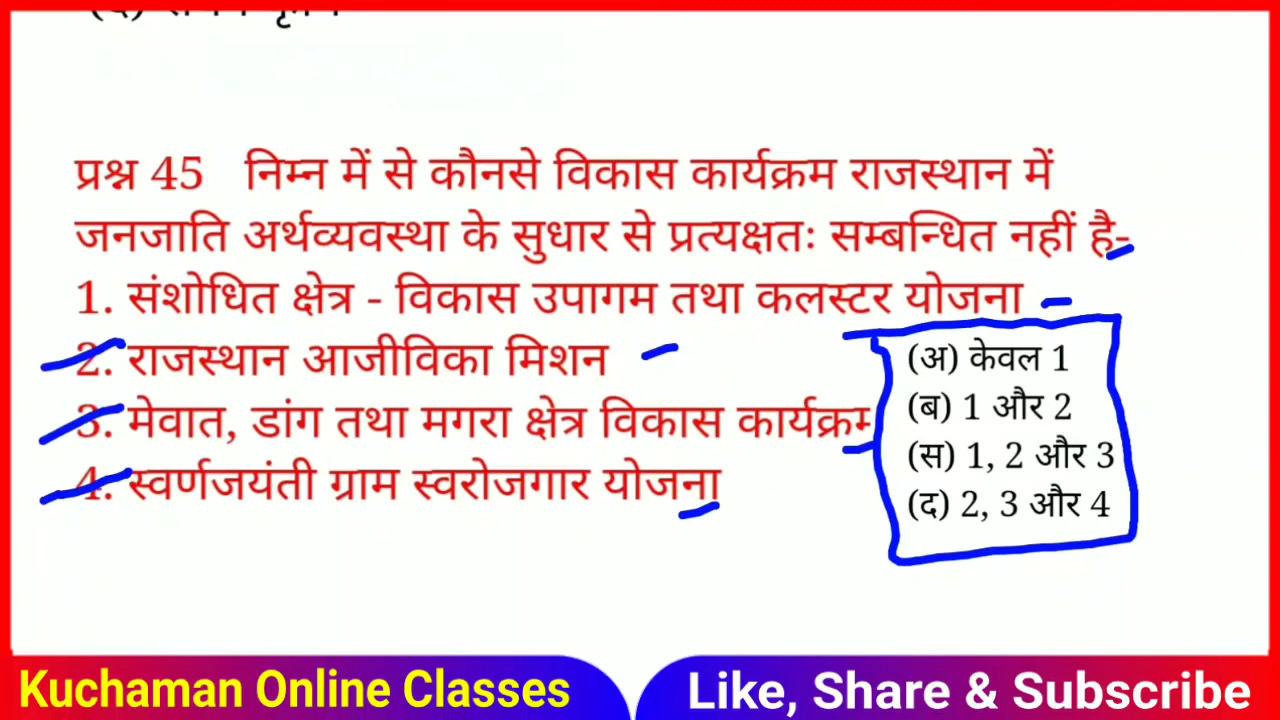 प्रश्न 45 निम्न में से कौनसे विकास कार्यक्रम राजस्थान में
जनजाति अर्थव्यवस्था के सुधार से प्रत्यक्षतः सम्बन्धित नहीं है-
1. संशोधित क्षेत्र - विकास उपागम तथा कलस्टर योजना
2. राजस्थान आजीविका मिशन
3. मेवात, डांग तथा मगरा क्षेत्र विकास कार्यक्रम
4. स्वर्णजयंती ग्राम स्वरोजगार योजना
(अ) केवल 1
(ब) 1 और 2
(स) 1, 2 और 3
(द) 2, 3 और 4
Kuchaman Online Classes
Like, Share & Subscribe